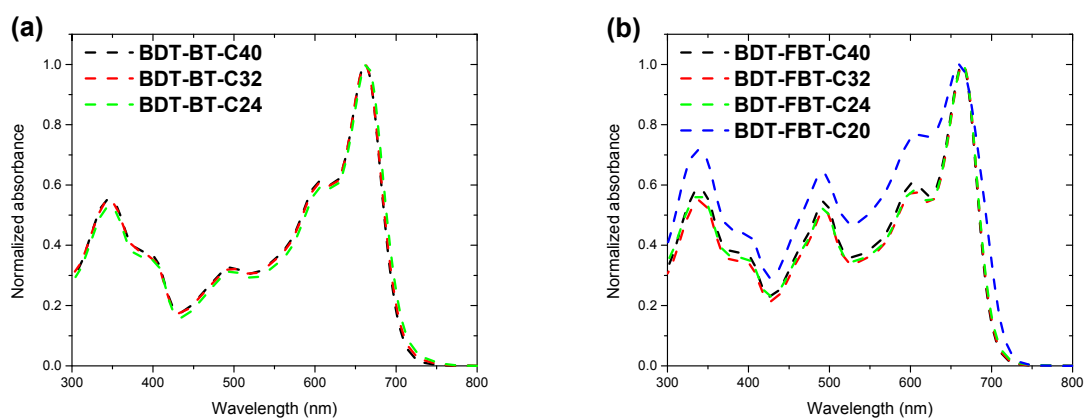 (a)
BDT-BT-C40
BDT-BT-C32
BDT-BT-C24
Normalized absorbance
1.0
0.8
0.6
0.4
0.2
0.0
300 400 500 600 700 800
Wavelength (nm)
(b)
BDT-FBT-C40
BDT-FBT-C32
BDT-FBT-C24
BDT-FBT-C20
Normalized absorbance
1.0
0.8
0.6
0.4
0.2
0.0
300 400 500 600 700 800
Wavelength (nm)